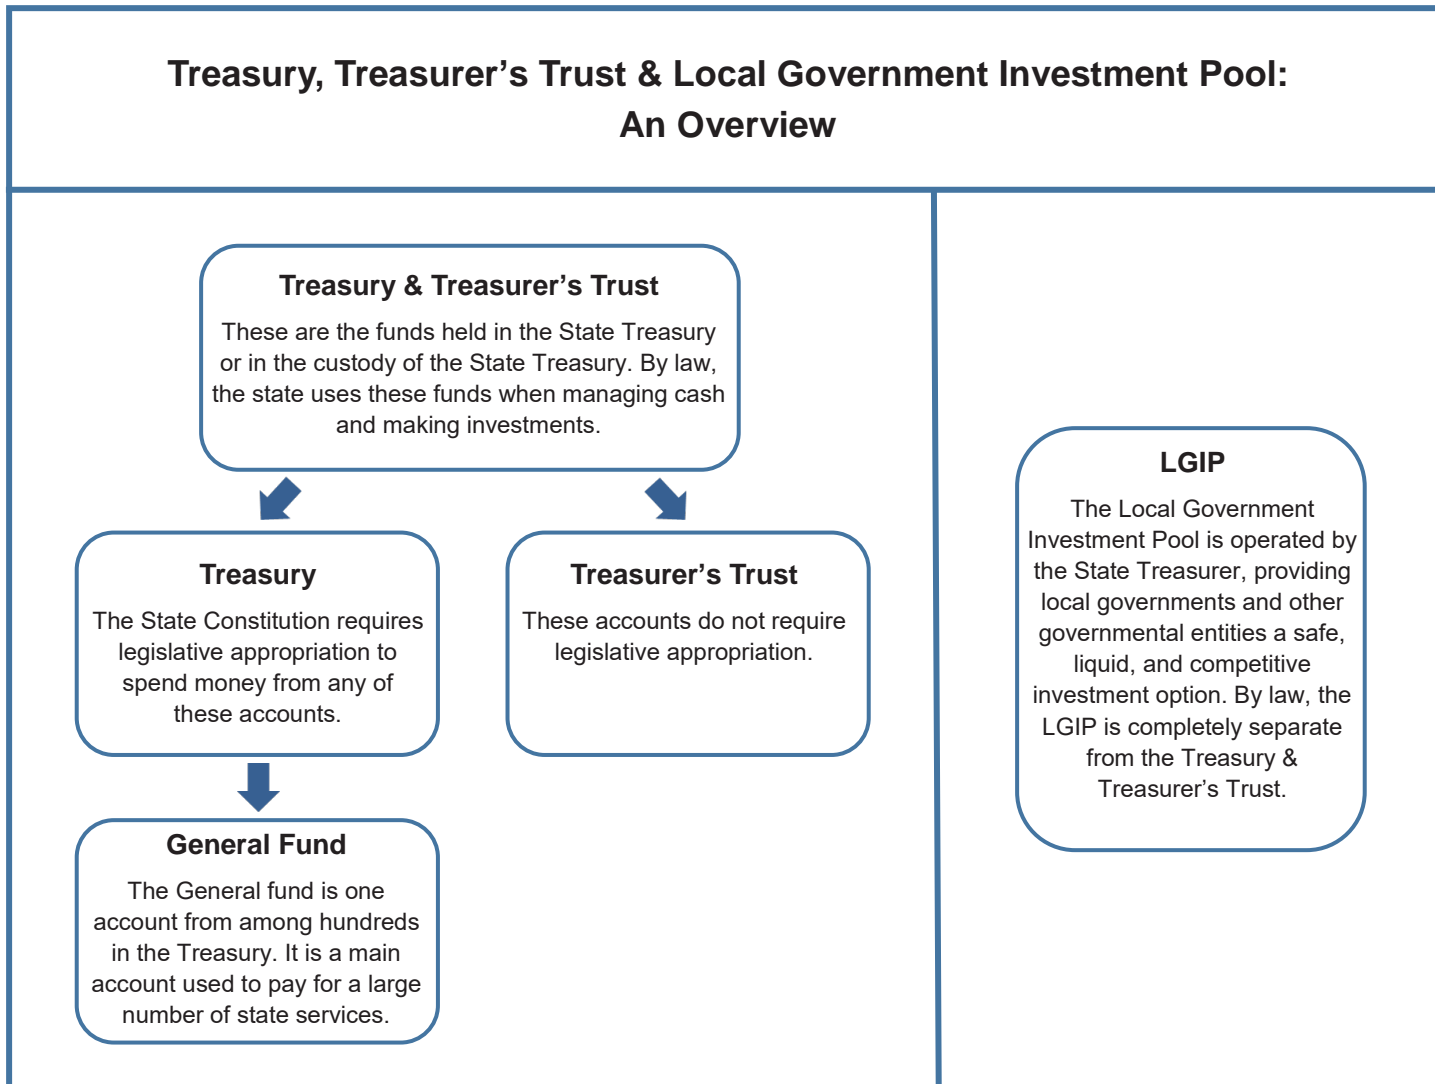 Treasury, Treasurer’s Trust & Local Government Investment Pool:
An Overview
Treasury & Treasurer’s Trust
These are the funds held in the State Treasury
or in the custody of the State Treasury. By law,
the state uses these funds when managing cash
and making investments.
Treasury
The State Constitution requires
legislative appropriation to
spend money from any of
these accounts.
Treasurer’s Trust
These accounts do not require
legislative appropriation.
General Fund
The General fund is one
account from among hundreds
in the Treasury. It is a main
account used to pay for a large
number of state services.
LGIP
The Local Government
Investment Pool is operated by
the State Treasurer, providing
local governments and other
governmental entities a safe,
liquid, and competitive
investment option. By law, the
LGIP is completely separate
from the Treasury &
Treasurer’s Trust.